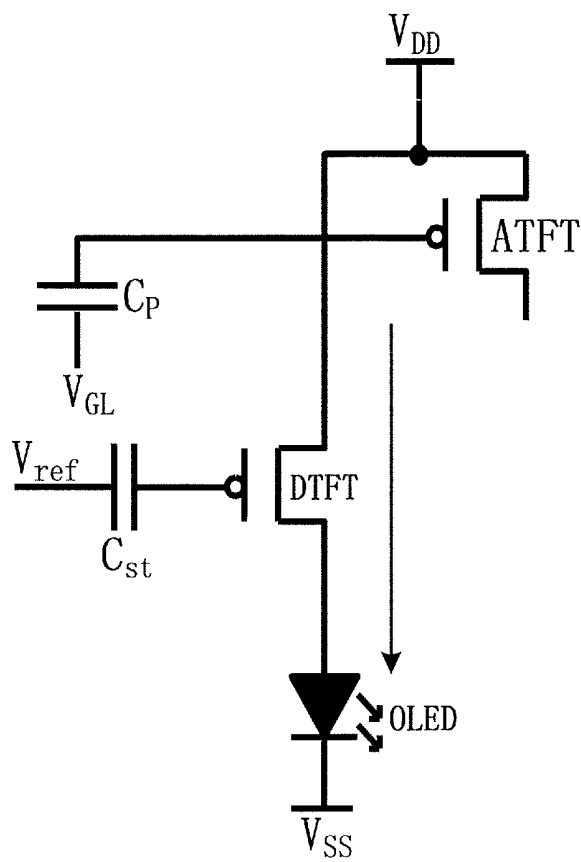 V_DD
ATFT
C_P
V_GL
V_ref
DTFT
C_st
OLED
V_SS